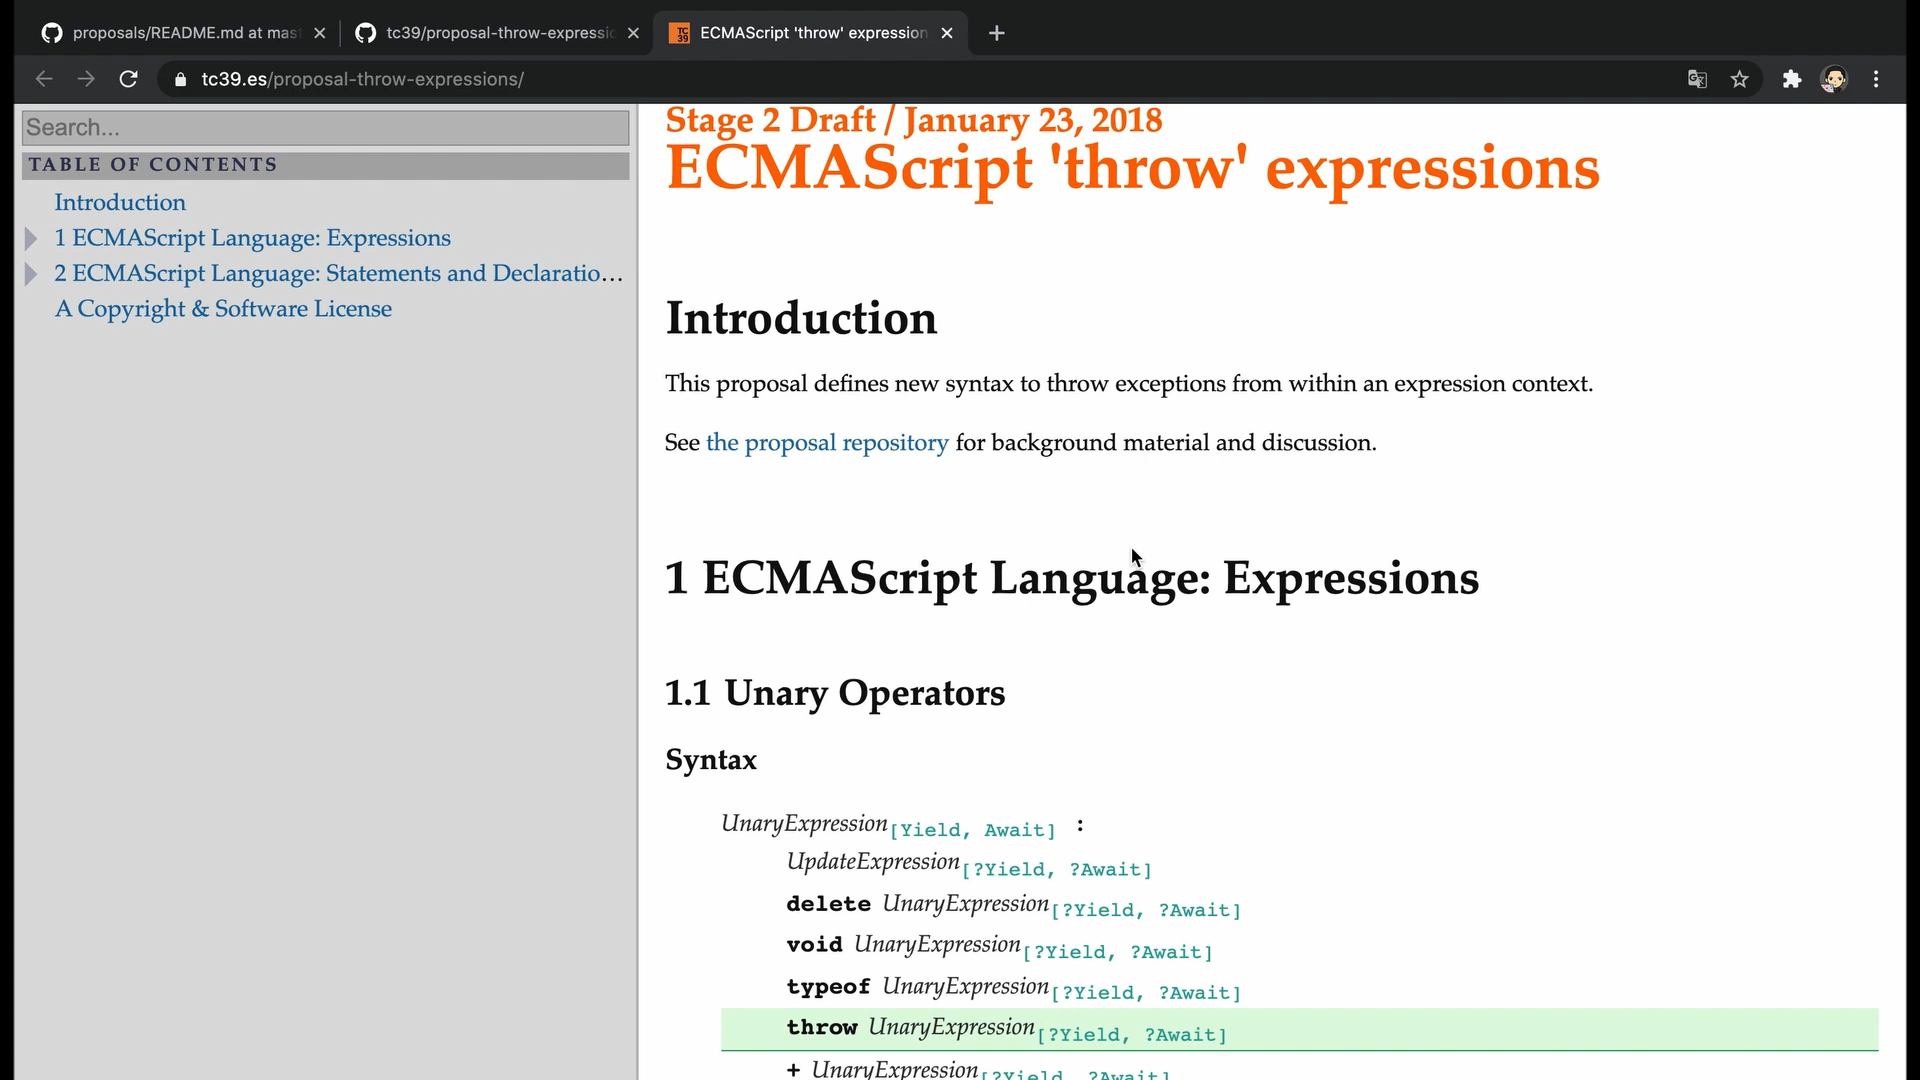 proposals/README.md at mas
tc39/proposal-throw-expressio
TC
39
ECMAScript 'throw' expression
tc39.es/proposal-throw-expressions/
Search...
TABLE OF CONTENTS
Introduction
1 ECMAScript Language: Expressions
2 ECMAScript Language: Statements and Declaratio...
A Copyright & Software License
Stage 2 Draft / January 23, 2018
ECMAScript 'throw' expressions
Introduction
This proposal defines new syntax to throw exceptions from within an expression context.
See the proposal repository for background material and discussion.
1 ECMAScript Language: Expressions
1.1 Unary Operators
Syntax
UnaryExpression[Yield, Await] :
UpdateExpression[?Yield, ?Await]
delete UnaryExpression[?Yield, ?Await]
void UnaryExpression[?Yield, ?Await]
typeof UnaryExpression[?Yield, ?Await]
throw UnaryExpression[?Yield, ?Await]
+ UnaryExpression[?Yield, ?Await]